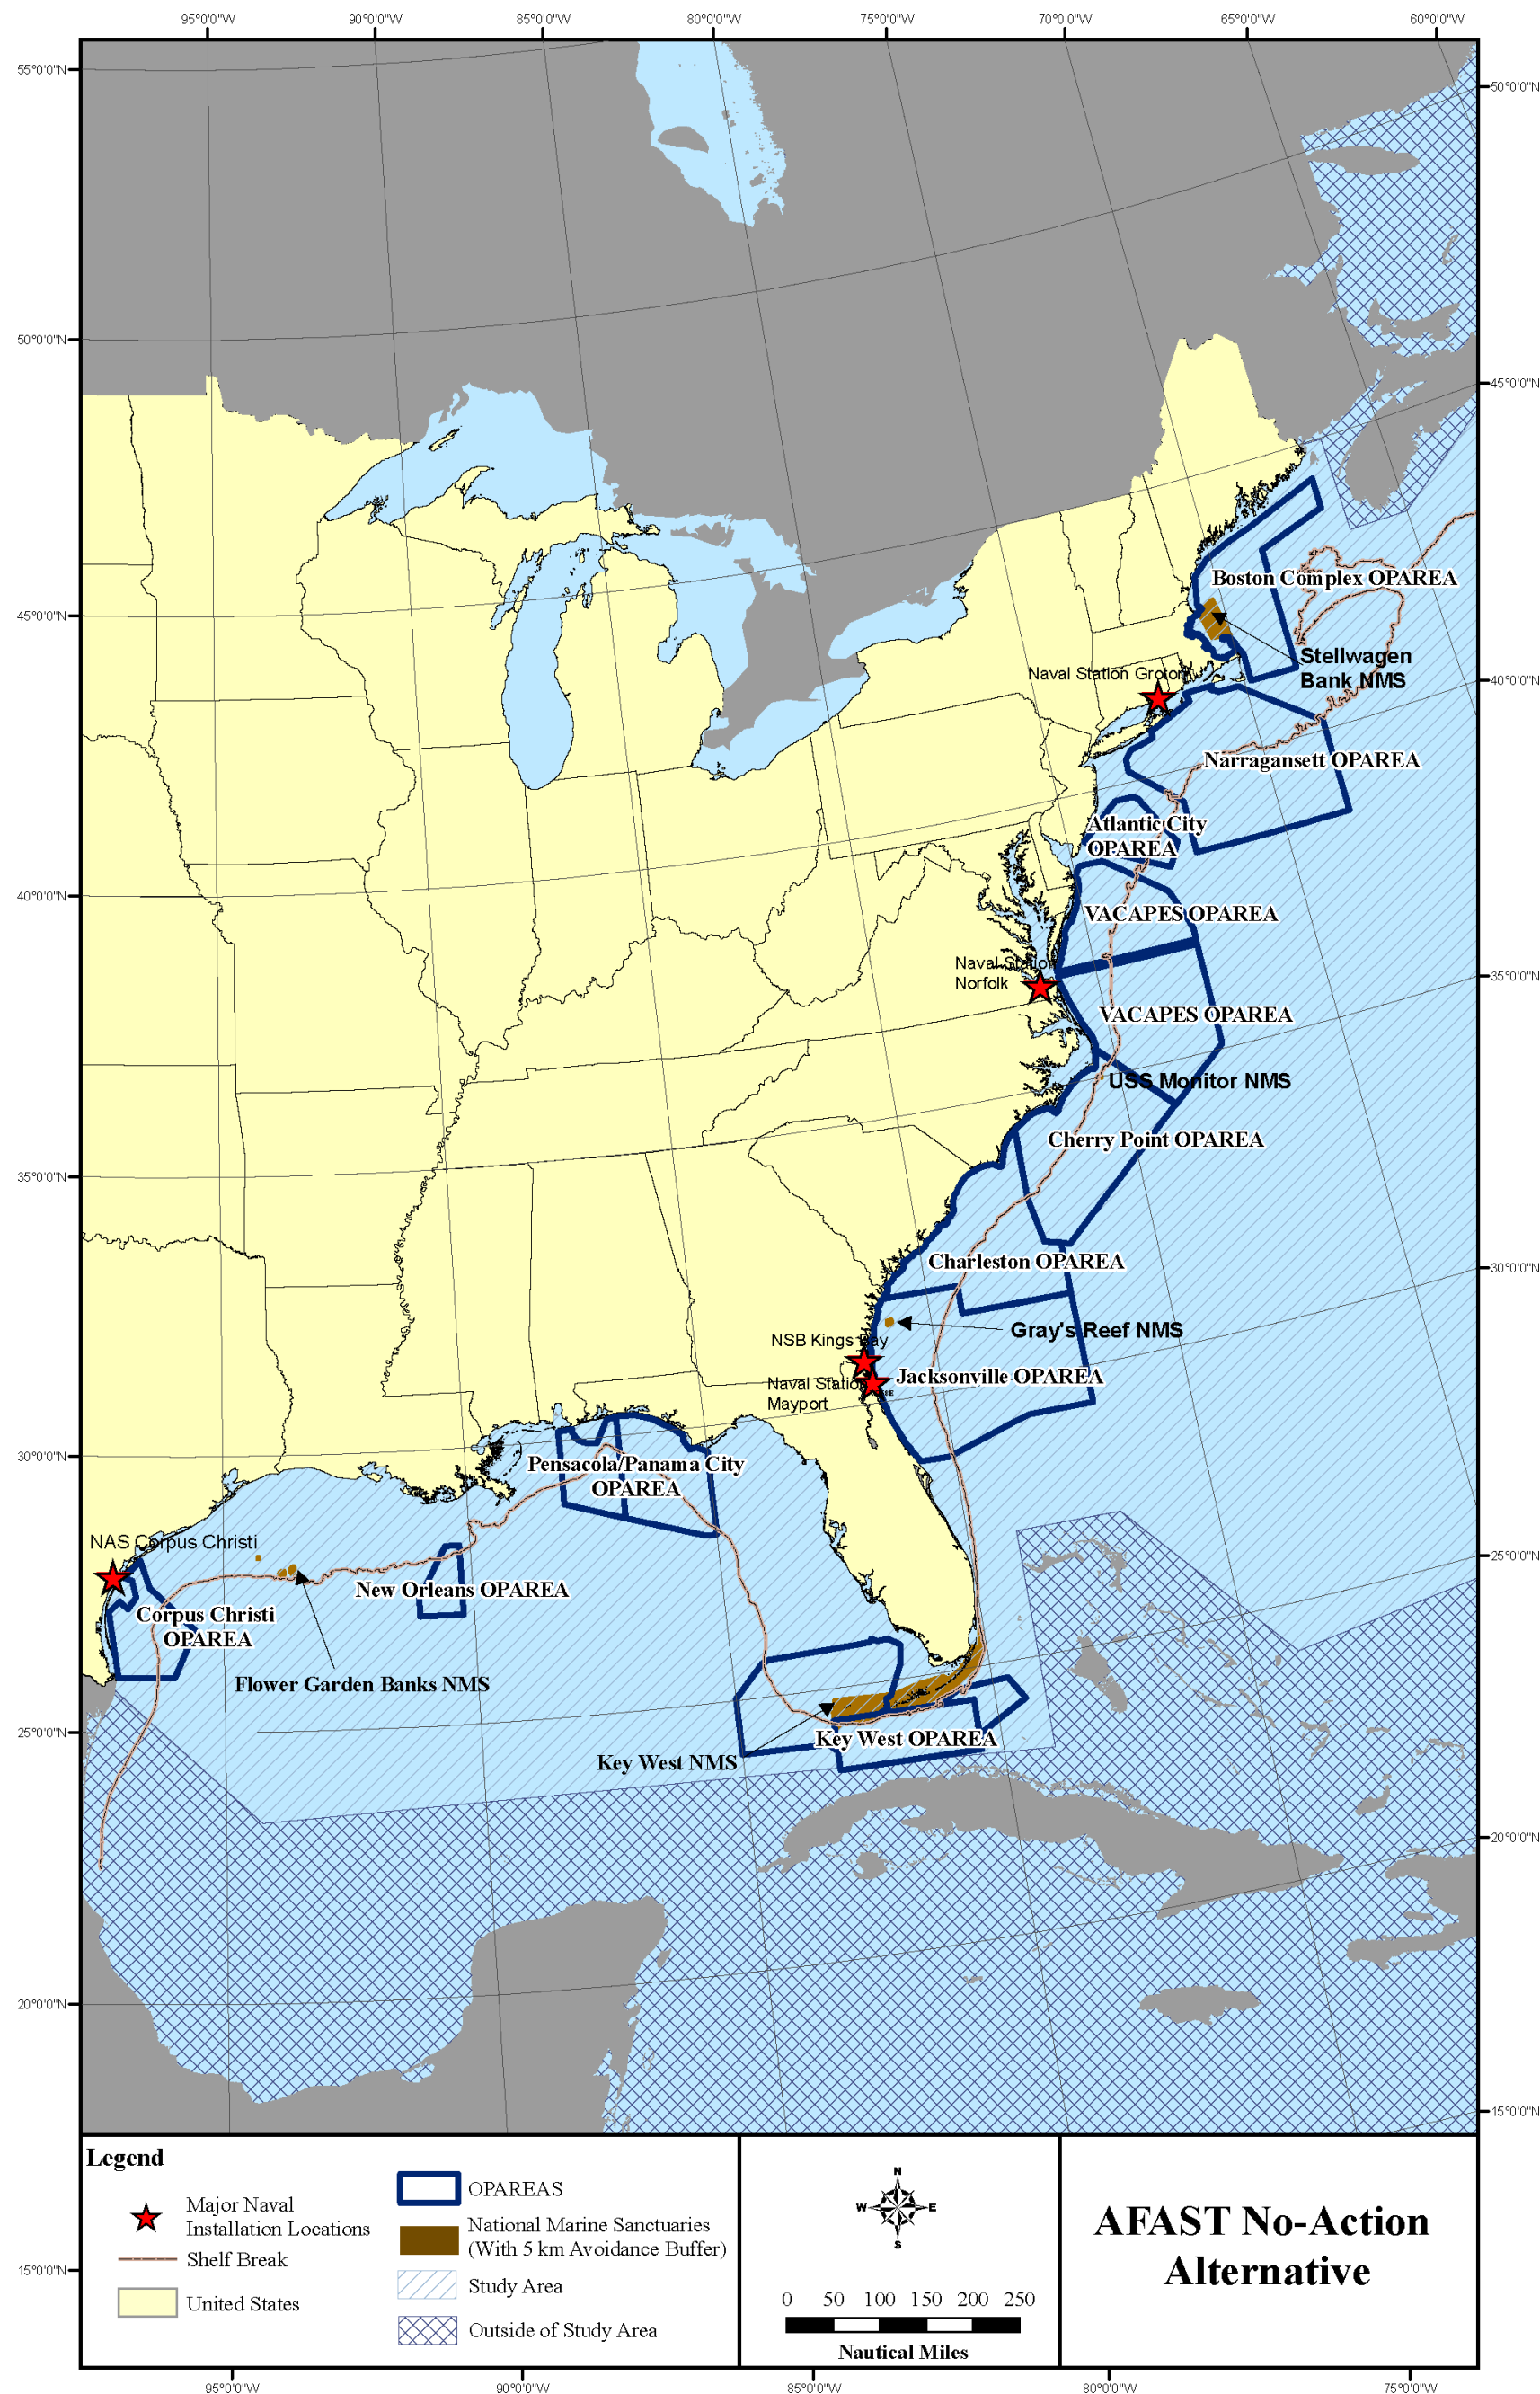 95°0'0"W
90°0'0"W
85°0'0"W
80°0'0"W
75°0'0"W
70°0'0"W
65°0'0"W
60°0'0"W
55°0'0"N
50°0'0"N
50°0'0"N
45°0'0"N
Boston Complex OPAREA
45°0'0"N
Stellwagen
Bank NMS
Naval Station Groton
40°0'0"N
Narragansett OPAREA
Atlantic City
OPAREA
40°0'0"N
VACAPES OPAREA
Naval Station
Norfolk
35°0'0"N
VACAPES OPAREA
USS Monitor NMS
Cherry Point OPAREA
35°0'0"N
Charleston OPAREA
30°0'0"N
Gray's Reef NMS
NSB Kings Bay
Jacksonville OPAREA
Naval Station
Mayport
30°0'0"N
Pensacola/Panama City
OPAREA
NAS Corpus Christi
25°0'0"N
New Orleans OPAREA
Corpus Christi
OPAREA
Flower Garden Banks NMS
25°0'0"N
Key West OPAREA
Key West NMS
20°0'0"N
20°0'0"N
15°0'0"N
Legend
Major Naval
Installation Locations
Shelf Break
United States
OPAREAS
National Marine Sanctuaries
(With 5 km Avoidance Buffer)
Study Area
Outside of Study Area
N
W
E
S
0 50 100 150 200 250
Nautical Miles
AFAST No-Action
Alternative
15°0'0"N
95°0'0"W
90°0'0"W
85°0'0"W
80°0'0"W
75°0'0"W